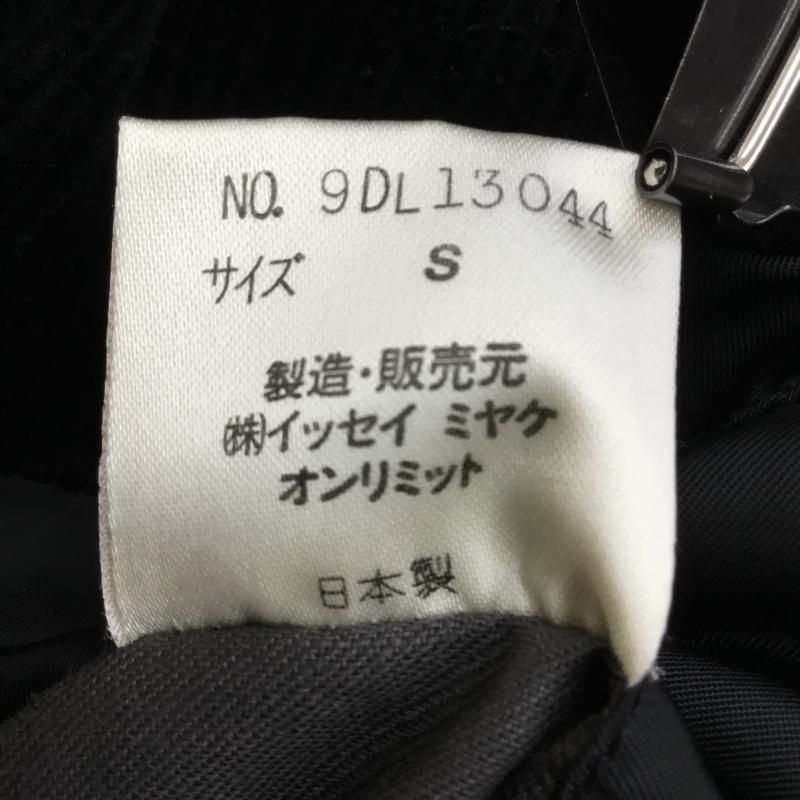 NO. 9DL13044
サイズ S
製造・販売元
㈱イッセイ ミヤケ
オンリミット
日本製